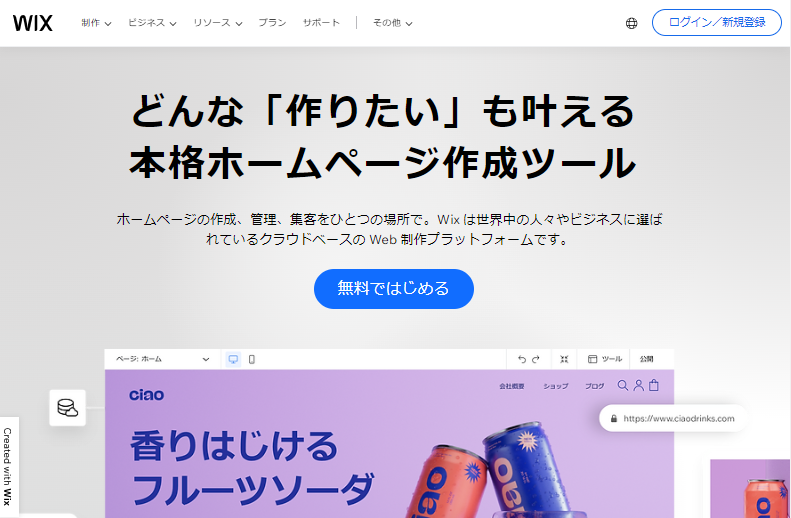 WIX
制作
ビジネス
リソース
プラン
サポート
その他
ログイン／新規登録
どんな「作りたい」も叶える
本格ホームページ作成ツール
ホームページの作成、管理、集客をひとつの場所で。Wix は世界中の人々やビジネスに選ば
れているクラウドベースの Web 制作プラットフォームです。
無料ではじめる
ページ: ホーム
ツール
公開
ciao
会社概要
ショップ
ブログ
https://www.ciaodrinks.com
香りはじける
フルーツソーダ
Created with Wix